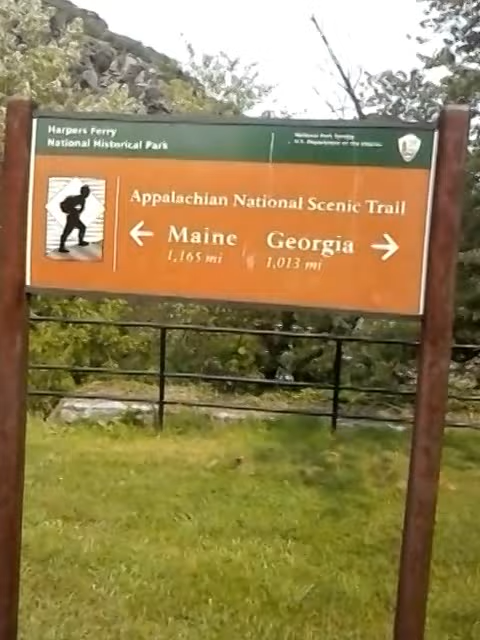 Harpers Ferry
National Historical Park
National Park Service
U.S. Department of the Interior
Appalachian National Scenic Trail
← Maine Georgia →
1,165 mi 1,013 mi